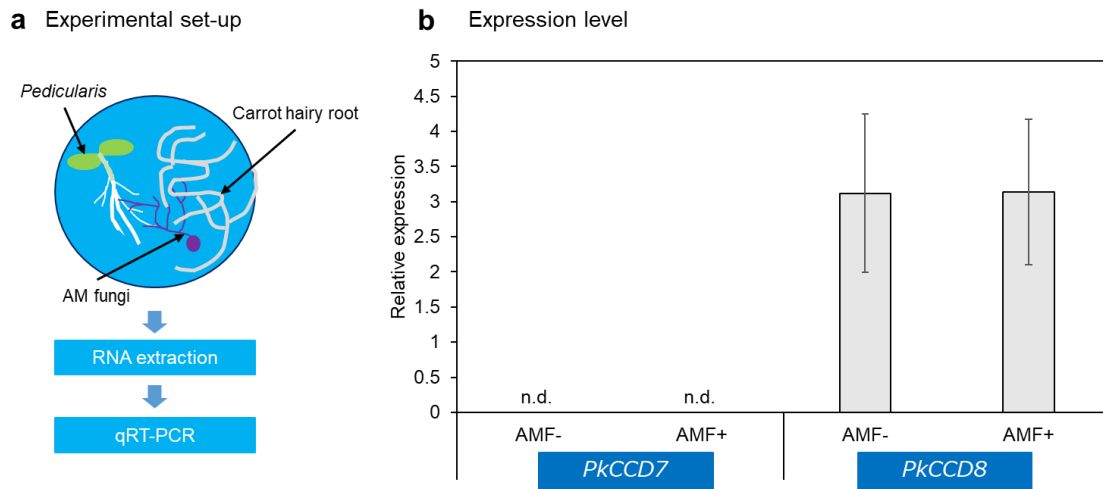 a Experimental set-up
Pedicularis
Carrot hairy root
AM fungi
RNA extraction
qRT-PCR
b Expression level
Relative expression
5
4.5
4
3.5
3
2.5
2
1.5
1
0.5
0
n.d. n.d.
AMF- AMF+ AMF- AMF+
PkCCD7 PkCCD8